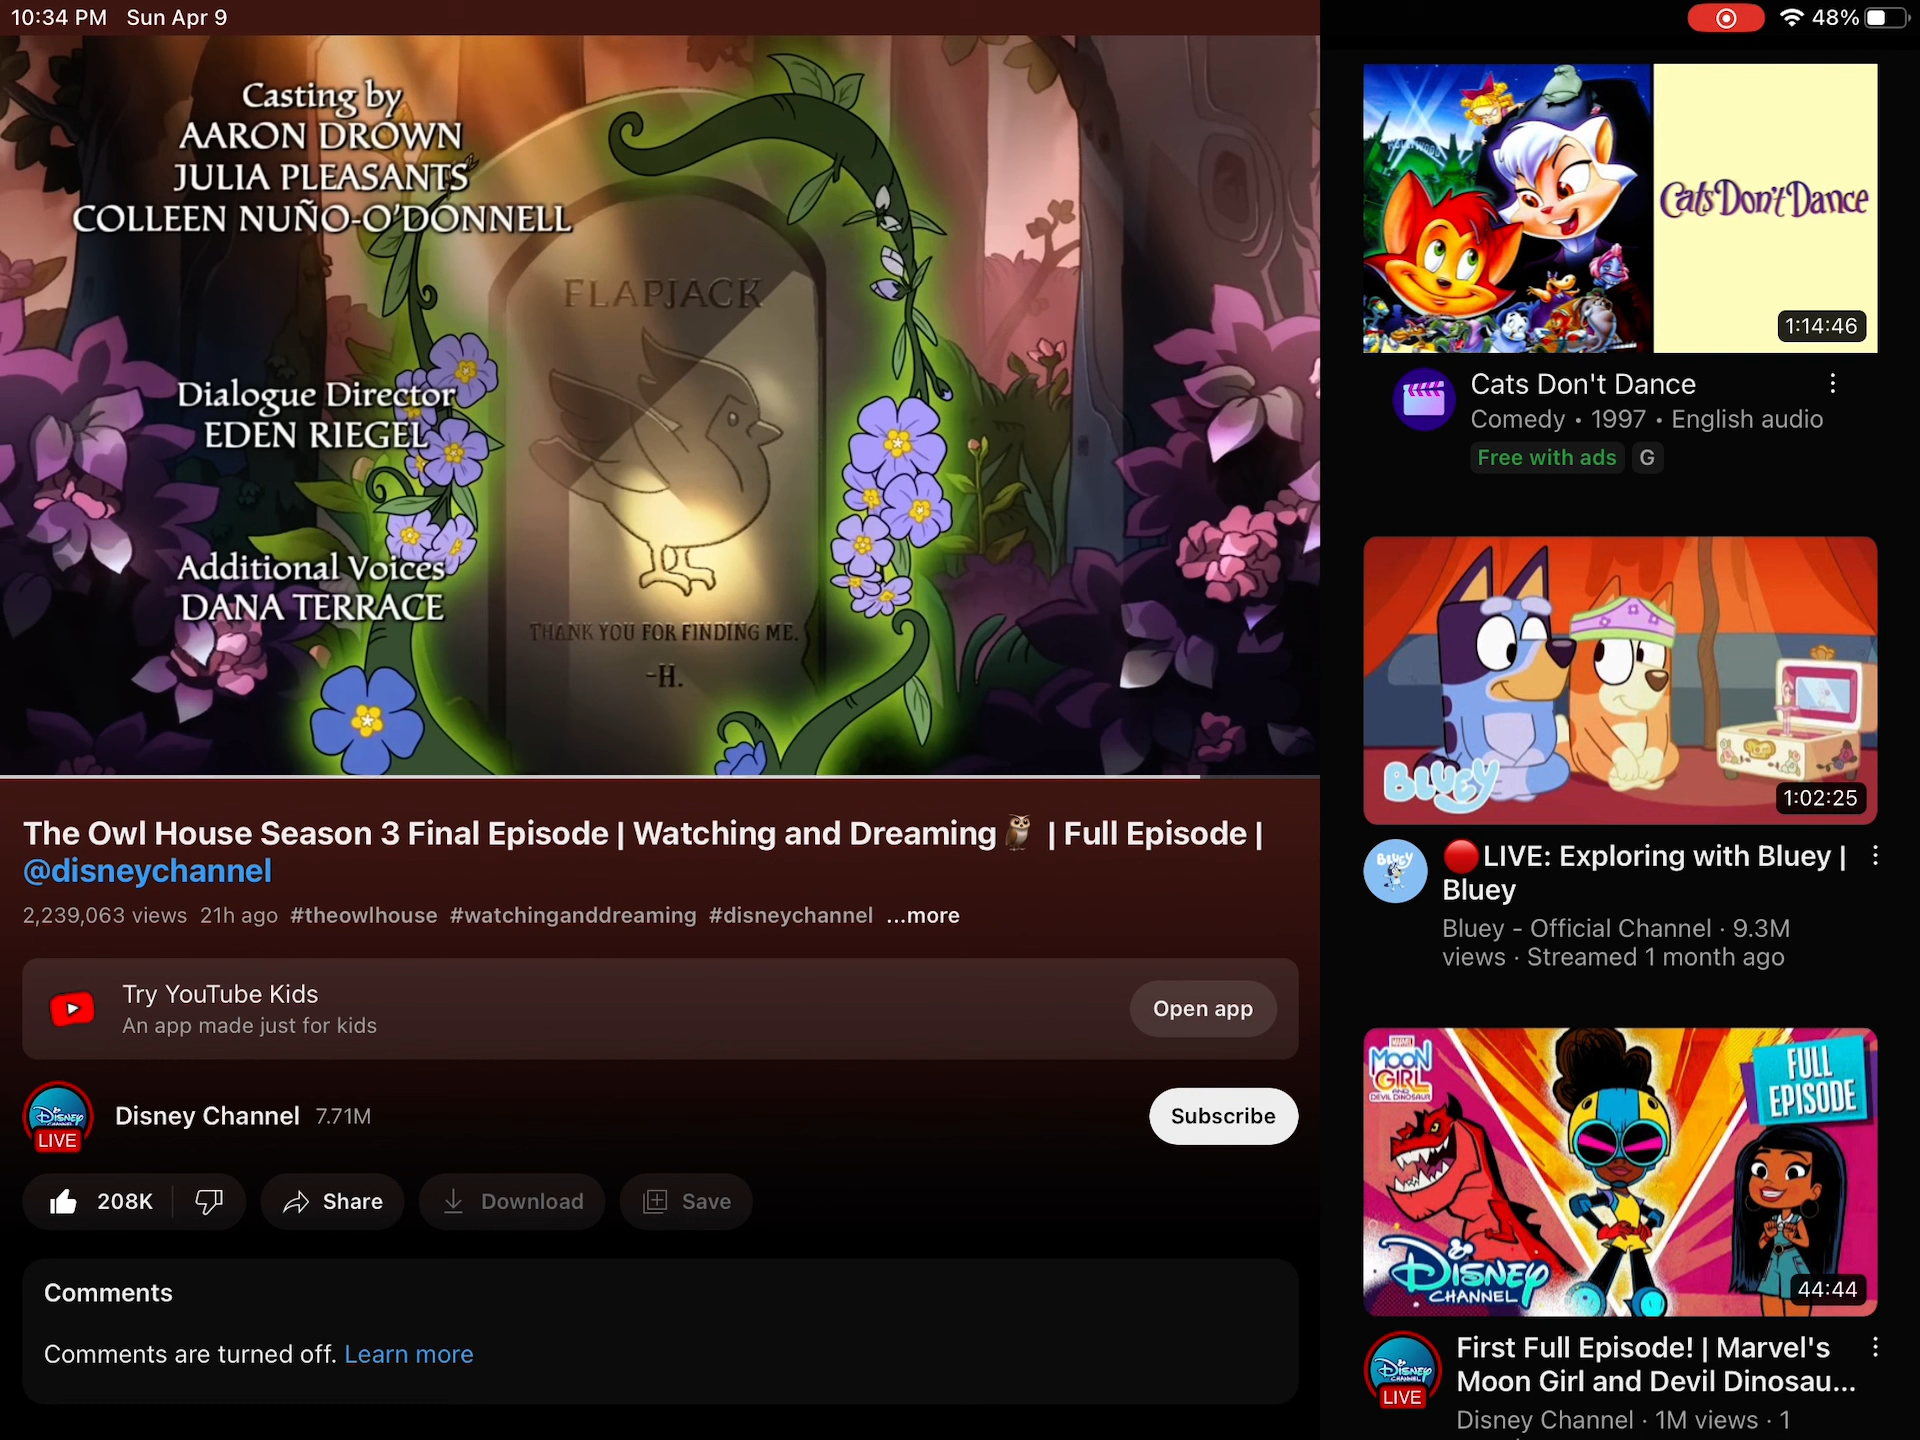 10:34 PM Sun Apr 9
48%
Casting by
AARON DROWN
JULIA PLEASANTS
COLLEEN NUÑO-O'DONNELL
Dialogue Director
EDEN RIEGEL
Additional Voices
DANA TERRACE
FLAPJACK
THANK YOU FOR FINDING ME.
-H.
The Owl House Season 3 Final Episode | Watching and Dreaming🦉 | Full Episode |
@disneychannel
2,239,063 views 21h ago #theowlhouse #watchinganddreaming #disneychannel ...more
Try YouTube Kids
An app made just for kids
Open app
DISNEY
CHANNEL
LIVE
Disney Channel 7.71M
Subscribe
208K
Share
Download
Save
Comments
Comments are turned off. Learn more
HOLLYWOOD
Cats Don't Dance
1:14:46
Cats Don't Dance
Comedy • 1997 • English audio
Free with ads G
BLUEY
1:02:25
BLUEY
🔴LIVE: Exploring with Bluey |
Bluey
Bluey - Official Channel · 9.3M
views · Streamed 1 month ago
MARVEL
MOON
GIRL
AND
DEVIL DINOSAUR
FULL
EPISODE
DISNEY
CHANNEL
44:44
DISNEY
CHANNEL
LIVE
First Full Episode! | Marvel's
Moon Girl and Devil Dinosau...
Disney Channel · 1M views · 1